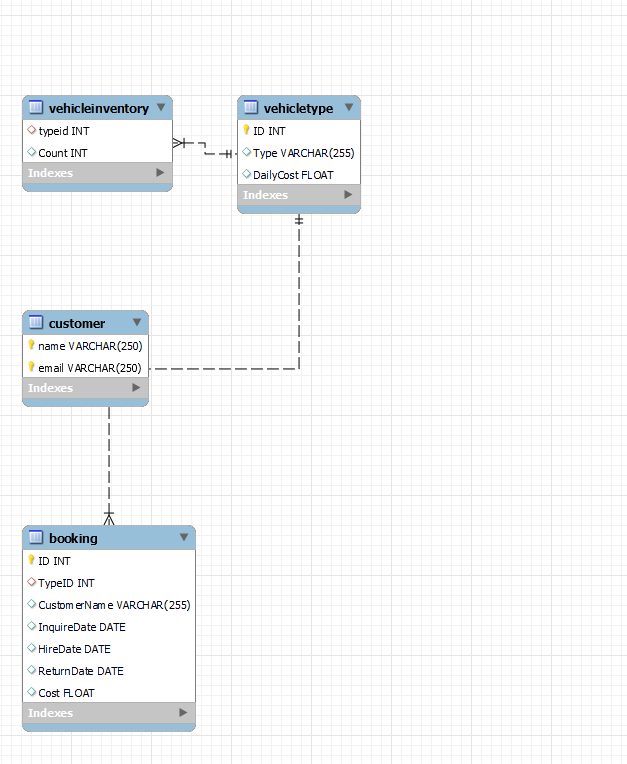 vehicleinventory
typeid INT
Count INT
Indexes
vehicletype
ID INT
Type VARCHAR(255)
DailyCost FLOAT
Indexes
customer
name VARCHAR(250)
email VARCHAR(250)
Indexes
booking
ID INT
TypeID INT
CustomerName VARCHAR(255)
InquireDate DATE
HireDate DATE
ReturnDate DATE
Cost FLOAT
Indexes